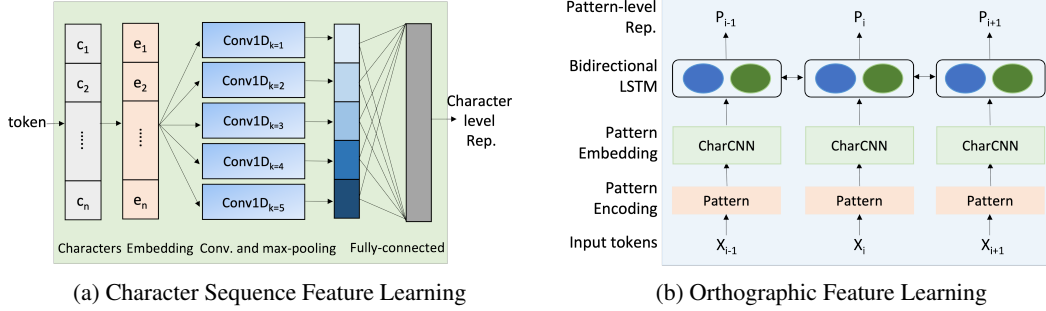 token
c1
c2
......
cn
e1
e2
......
en
Conv1Dk=1
Conv1Dk=2
Conv1Dk=3
Conv1Dk=4
Conv1Dk=5
Character
level
Rep.
Characters Embedding Conv. and max-pooling Fully-connected
(a) Character Sequence Feature Learning
Pattern-level
Rep.
Pi-1 Pi Pi+1
Bidirectional
LSTM
Pattern
Embedding
CharCNN CharCNN CharCNN
Pattern
Encoding
Pattern Pattern Pattern
Input tokens Xi-1 Xi Xi+1
(b) Orthographic Feature Learning